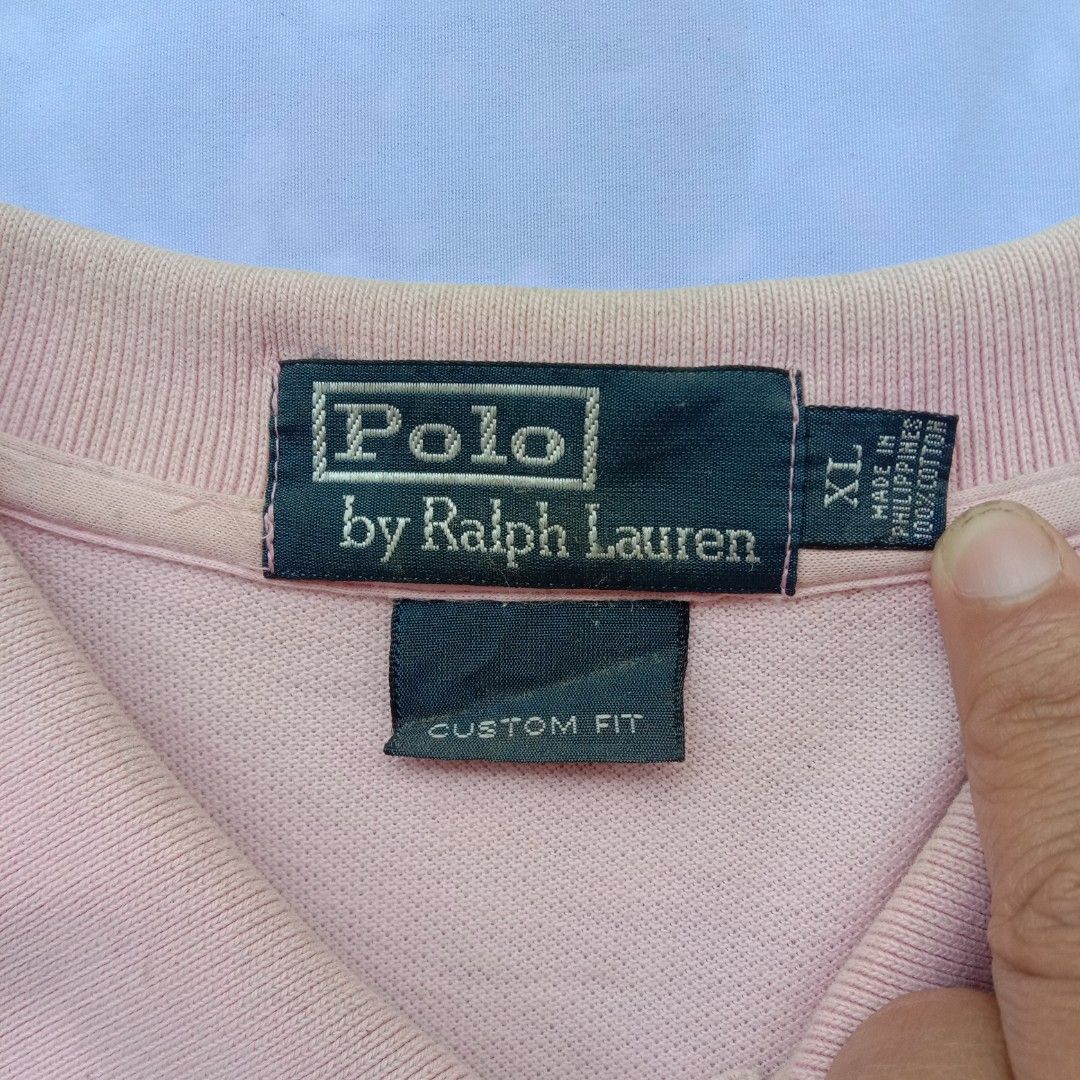 Polo
by Ralph Lauren
XL
MADE IN
PHILIPPINES
100% COTTON
CUSTOM FIT